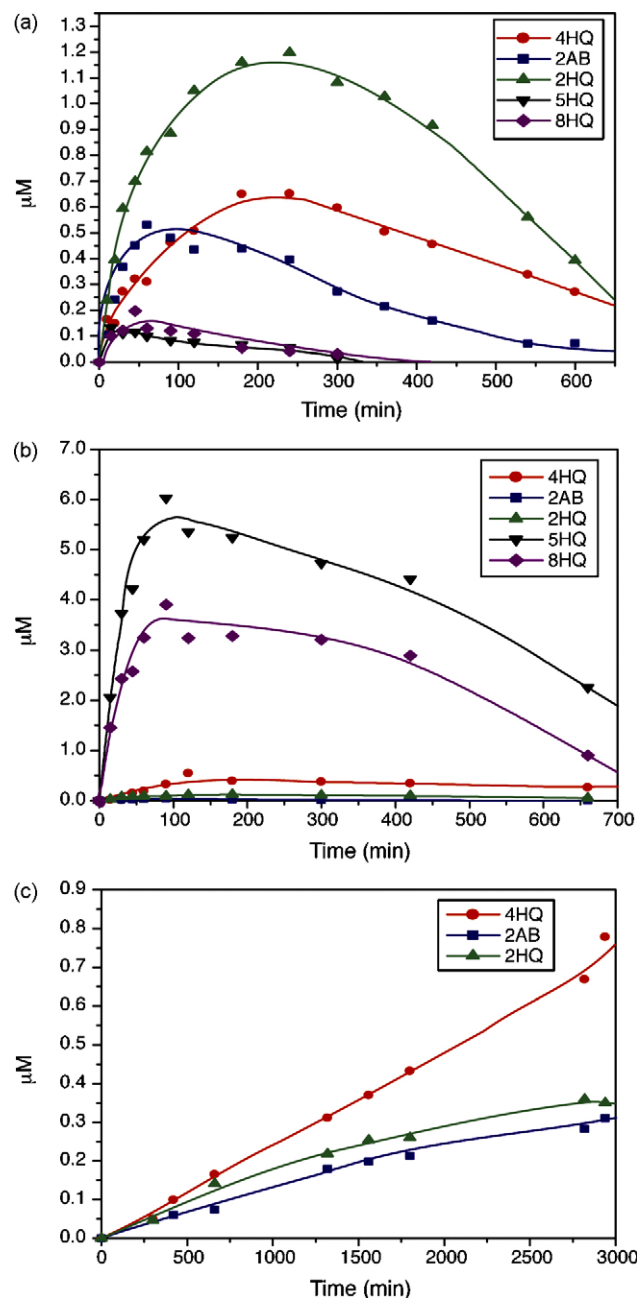 (a)
1.3
1.2
1.1
1.0
0.9
0.8
0.7
0.6
0.5
0.4
0.3
0.2
0.1
0.0
μM
4HQ
2AB
2HQ
5HQ
8HQ
0 100 200 300 400 500 600
Time (min)
(b)
7.0
6.0
5.0
4.0
3.0
2.0
1.0
0.0
μM
4HQ
2AB
2HQ
5HQ
8HQ
0 100 200 300 400 500 600 700
Time (min)
(c)
0.9
0.8
0.7
0.6
0.5
0.4
0.3
0.2
0.1
0.0
μM
4HQ
2AB
2HQ
0 500 1000 1500 2000 2500 3000
Time (min)